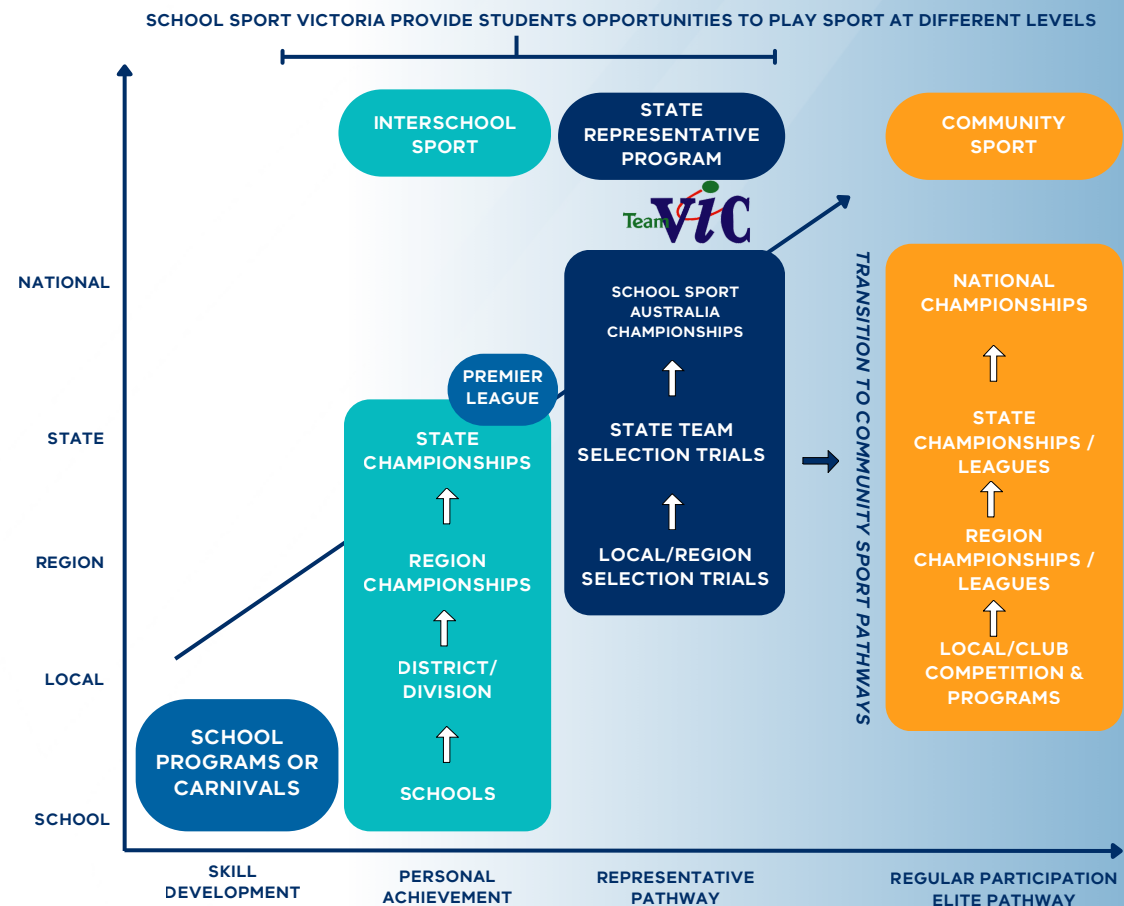 SCHOOL SPORT VICTORIA PROVIDE STUDENTS OPPORTUNITIES TO PLAY SPORT AT DIFFERENT LEVELS
INTERSCHOOL
SPORT
STATE
REPRESENTATIVE
PROGRAM
COMMUNITY
SPORT
Team Vic
NATIONAL
STATE
REGION
LOCAL
SCHOOL
SCHOOL
PROGRAMS OR
CARNIVALS
PREMIER
LEAGUE
STATE
CHAMPIONSHIPS
REGION
CHAMPIONSHIPS
DISTRICT/
DIVISION
SCHOOLS
SCHOOL SPORT
AUSTRALIA
CHAMPIONSHIPS
STATE TEAM
SELECTION TRIALS
LOCAL/REGION
SELECTION TRIALS
TRANSITION TO COMMUNITY SPORT PATHWAYS
NATIONAL
CHAMPIONSHIPS
STATE
CHAMPIONSHIPS /
LEAGUES
REGION
CHAMPIONSHIPS /
LEAGUES
LOCAL/CLUB
COMPETITION &
PROGRAMS
SKILL
DEVELOPMENT
PERSONAL
ACHIEVEMENT
REPRESENTATIVE
PATHWAY
REGULAR PARTICIPATION
ELITE PATHWAY